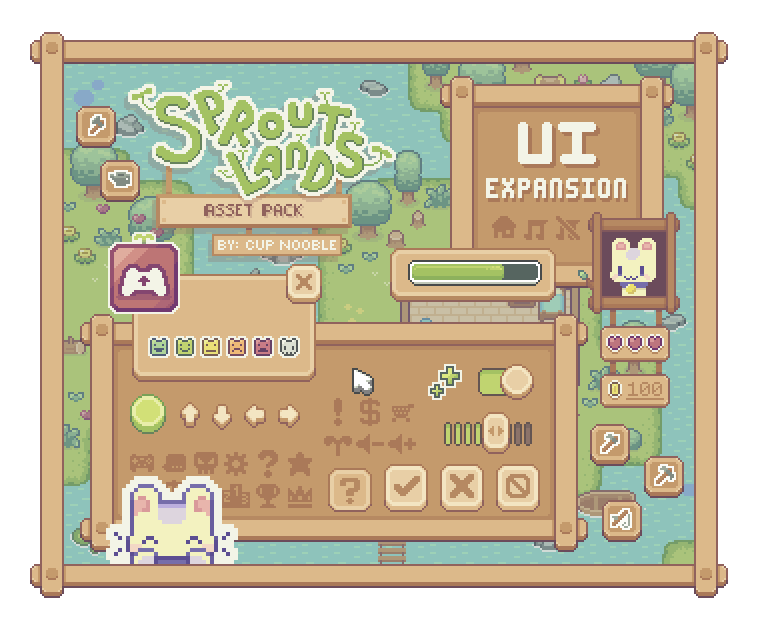 SPROUT
LANDS
ASSET PACK
BY: CUP NOOBLE
UI
EXPANSION
100
! $
?
?